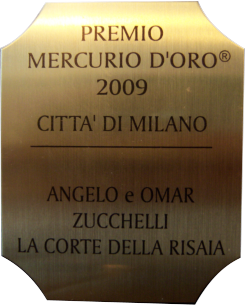 PREMIO
MERCURIO D'ORO®
2009
CITTA' DI MILANO
ANGELO e OMAR
ZUCCHELLI
LA CORTE DELLA RISAIA